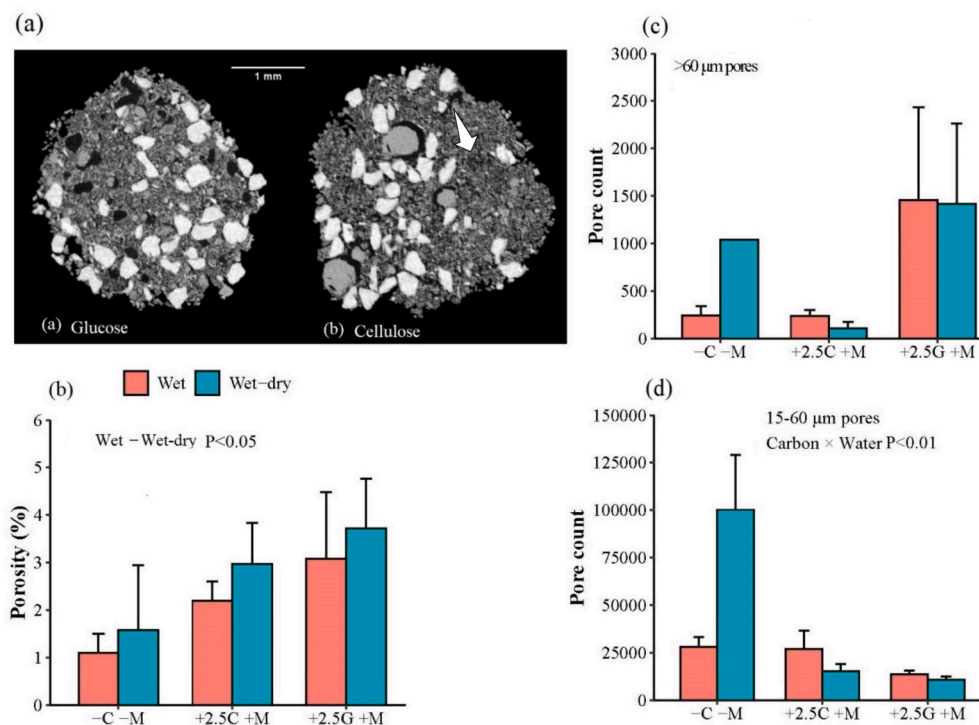 (a)
1 mm
(a) Glucose
(b) Cellulose
Wet
Wet−dry
(b)
Wet − Wet-dry P<0.05
Porosity (%)
6
5
4
3
2
1
0
−C −M
+2.5C +M
+2.5G +M
(c)
>60 μm pores
Pore count
3000
2500
2000
1500
1000
500
0
−C −M
+2.5C +M
+2.5G +M
(d)
15-60 μm pores
Carbon × Water P<0.01
Pore count
150000
125000
100000
75000
50000
25000
0
−C −M
+2.5C +M
+2.5G +M